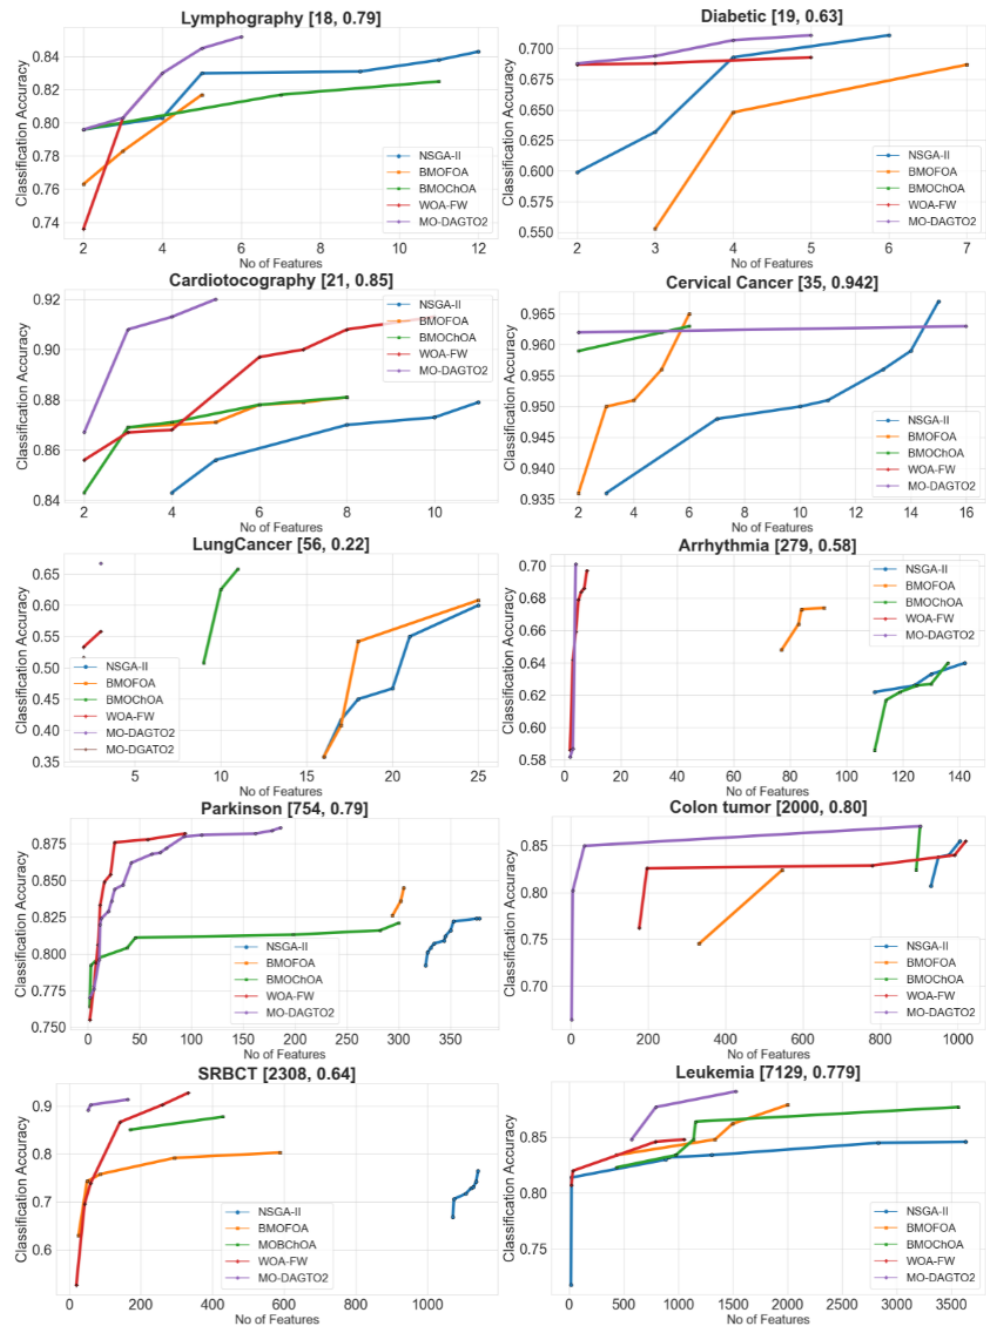 Lymphography [18, 0.79]
Classification Accuracy
0.84
0.82
0.80
0.78
0.76
0.74
2 4 6 8 10 12
No of Features
NSGA-II
BMOFOA
BMOChOA
WOA-FW
MO-DAGTO2
Diabetic [19, 0.63]
Classification Accuracy
0.700
0.675
0.650
0.625
0.600
0.575
0.550
2 3 4 5 6 7
No of Features
NSGA-II
BMOFOA
BMOChOA
WOA-FW
MO-DAGTO2
Cardiotocography [21, 0.85]
Classification Accuracy
0.92
0.90
0.88
0.86
0.84
2 4 6 8 10
No of Features
NSGA-II
BMOFOA
BMOChOA
WOA-FW
MO-DAGTO2
Cervical Cancer [35, 0.942]
Classification Accuracy
0.965
0.960
0.955
0.950
0.945
0.940
0.935
2 4 6 8 10 12 14 16
No of Features
NSGA-II
BMOFOA
BMOChOA
WOA-FW
MO-DAGTO2
LungCancer [56, 0.22]
Classification Accuracy
0.65
0.60
0.55
0.50
0.45
0.40
0.35
5 10 15 20 25
No of Features
NSGA-II
BMOFOA
BMOChOA
WOA-FW
MO-DAGTO2
MO-DGATO2
Arrhythmia [279, 0.58]
Classification Accuracy
0.70
0.68
0.66
0.64
0.62
0.60
0.58
0 20 40 60 80 100 120 140
No of Features
NSGA-II
BMOFOA
BMOChOA
WOA-FW
MO-DAGTO2
Parkinson [754, 0.79]
Classification Accuracy
0.875
0.850
0.825
0.800
0.775
0.750
0 50 100 150 200 250 300 350
No of Features
NSGA-II
BMOFOA
BMOChOA
WOA-FW
MO-DAGTO2
Colon tumor [2000, 0.80]
Classification Accuracy
0.85
0.80
0.75
0.70
0 200 400 600 800 1000
No of Features
NSGA-II
BMOFOA
BMOChOA
WOA-FW
MO-DAGTO2
SRBCT [2308, 0.64]
Classification Accuracy
0.9
0.8
0.7
0.6
0 200 400 600 800 1000
No of Features
NSGA-II
BMOFOA
MOBChOA
WOA-FW
MO-DAGTO2
Leukemia [7129, 0.779]
Classification Accuracy
0.85
0.80
0.75
0 500 1000 1500 2000 2500 3000 3500
No of Features
NSGA-II
BMOFOA
BMOChOA
WOA-FW
MO-DAGTO2